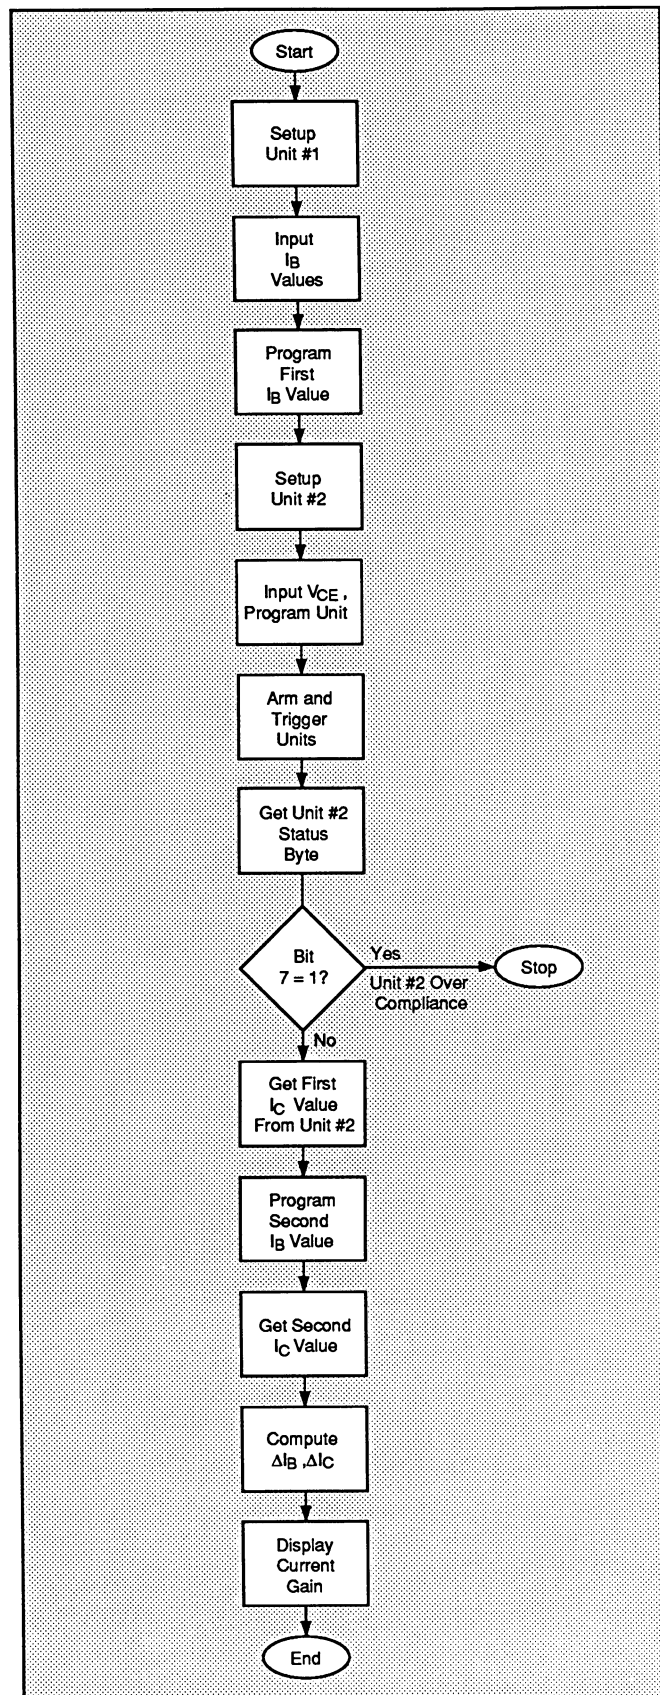 Start
Setup
Unit #1
Input
IB
Values
Program
First
IB Value
Setup
Unit #2
Input VCE ,
Program Unit
Arm and
Trigger
Units
Get Unit #2
Status
Byte
Bit
7 = 1?
Yes
Unit #2 Over
Compliance
Stop
No
Get First
IC Value
From Unit #2
Program
Second
IB Value
Get Second
IC Value
Compute
ΔIB ,ΔIC
Display
Current
Gain
End